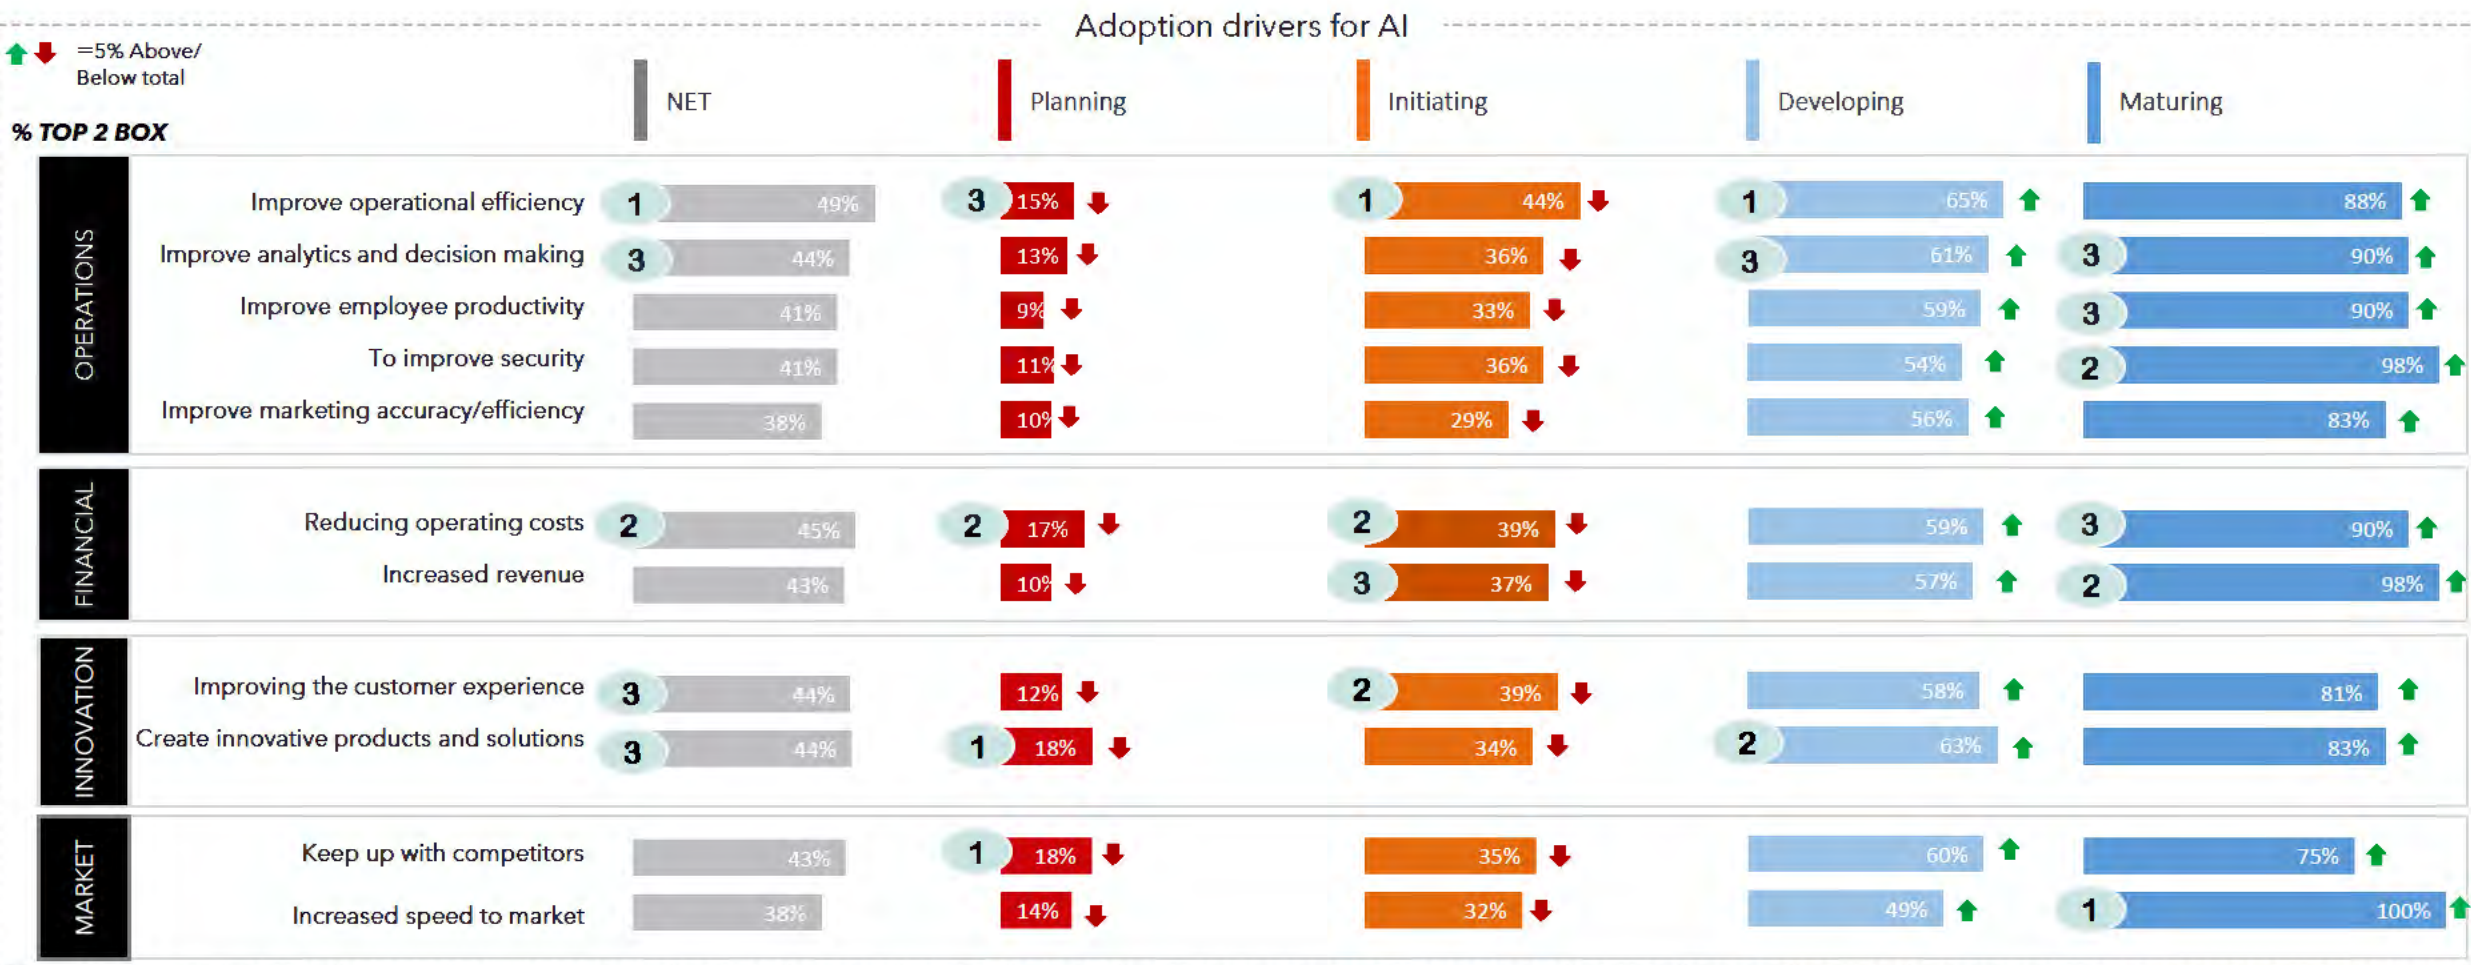 Adoption drivers for AI
=5% Above/
Below total
NET
Planning
Initiating
Developing
Maturing
% TOP 2 BOX
OPERATIONS
Improve operational efficiency 1 49% 3 15% 1 44% 1 65% 88%
Improve analytics and decision making 3 44% 13% 36% 3 61% 3 90%
Improve employee productivity 41% 9% 33% 59% 3 90%
To improve security 41% 11% 36% 54% 2 98%
Improve marketing accuracy/efficiency 38% 10% 29% 56% 83%
FINANCIAL
Reducing operating costs 2 45% 2 17% 2 39% 59% 3 90%
Increased revenue 43% 10% 3 37% 57% 2 98%
INNOVATION
Improving the customer experience 3 44% 12% 2 39% 58% 81%
Create innovative products and solutions 3 44% 1 18% 34% 2 63% 83%
MARKET
Keep up with competitors 43% 1 18% 35% 60% 75%
Increased speed to market 38% 14% 32% 49% 1 100%